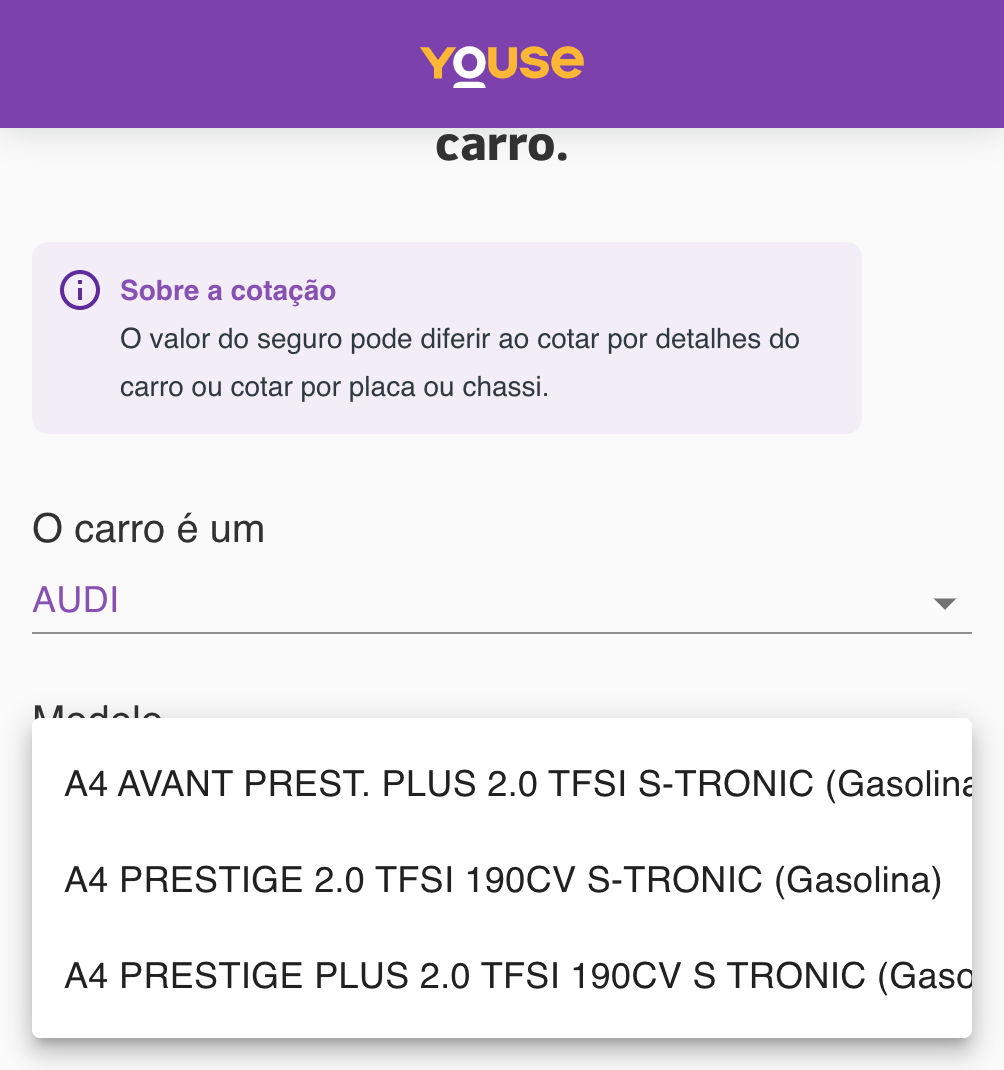 YOUSE
carro.
Sobre a cotação
O valor do seguro pode diferir ao cotar por detalhes do
carro ou cotar por placa ou chassi.
O carro é um
AUDI
Modelo
A4 AVANT PREST. PLUS 2.0 TFSI S-TRONIC (Gasolina
A4 PRESTIGE 2.0 TFSI 190CV S-TRONIC (Gasolina)
A4 PRESTIGE PLUS 2.0 TFSI 190CV S TRONIC (Gaso